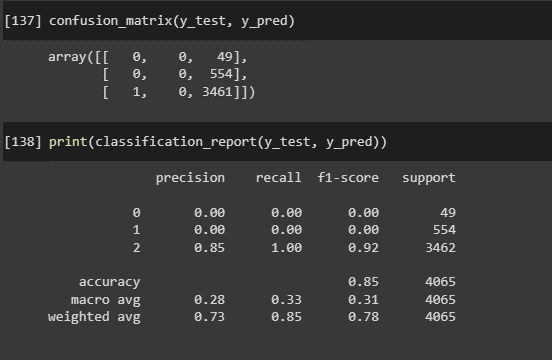 [137] confusion_matrix(y_test, y_pred)
array([[   0,    0,   49],
       [   0,    0,  554],
       [   1,    0, 3461]])
[138] print(classification_report(y_test, y_pred))
              precision    recall  f1-score   support
           0       0.00      0.00      0.00        49
           1       0.00      0.00      0.00       554
           2       0.85      1.00      0.92      3462
    accuracy                           0.85      4065
   macro avg       0.28      0.33      0.31      4065
weighted avg       0.73      0.85      0.78      4065